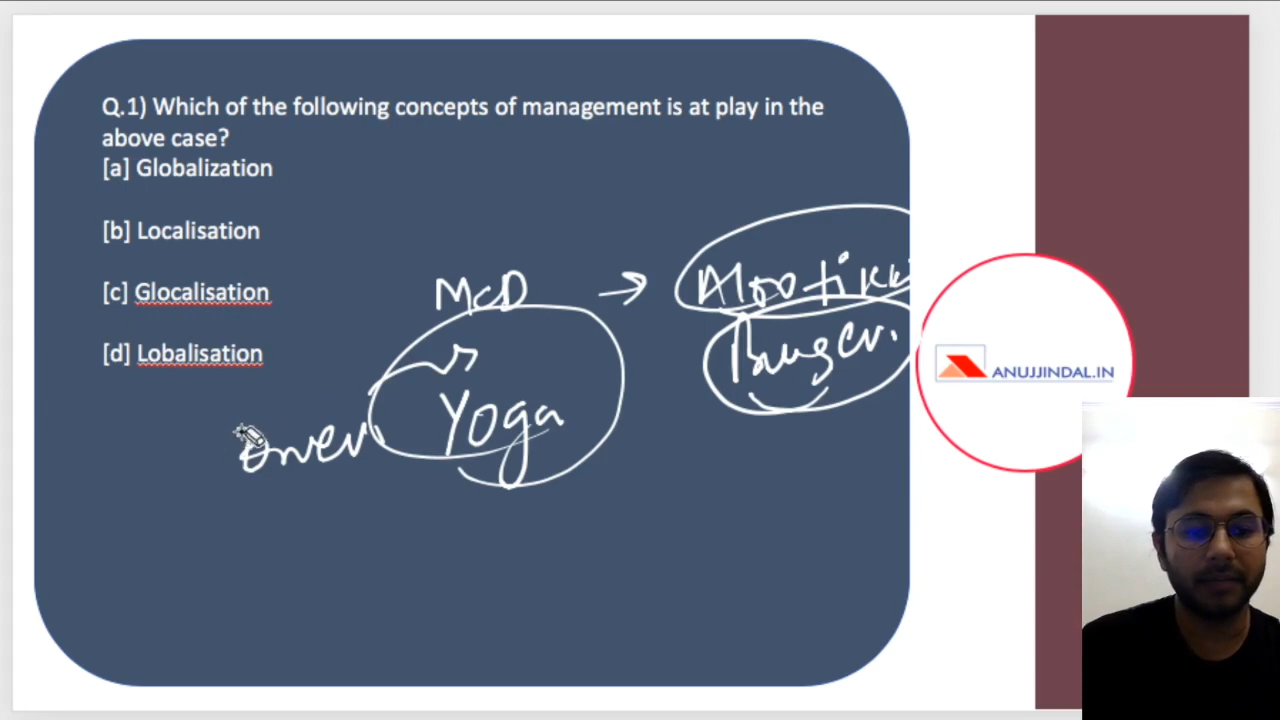 Q.1) Which of the following concepts of management is at play in the
above case?
[a] Globalization
[b] Localisation
[c] Glocalisation
[d] Lobalisation
McD
Aloo tikki
Burger.
Yoga
ANUJJINDAL.IN